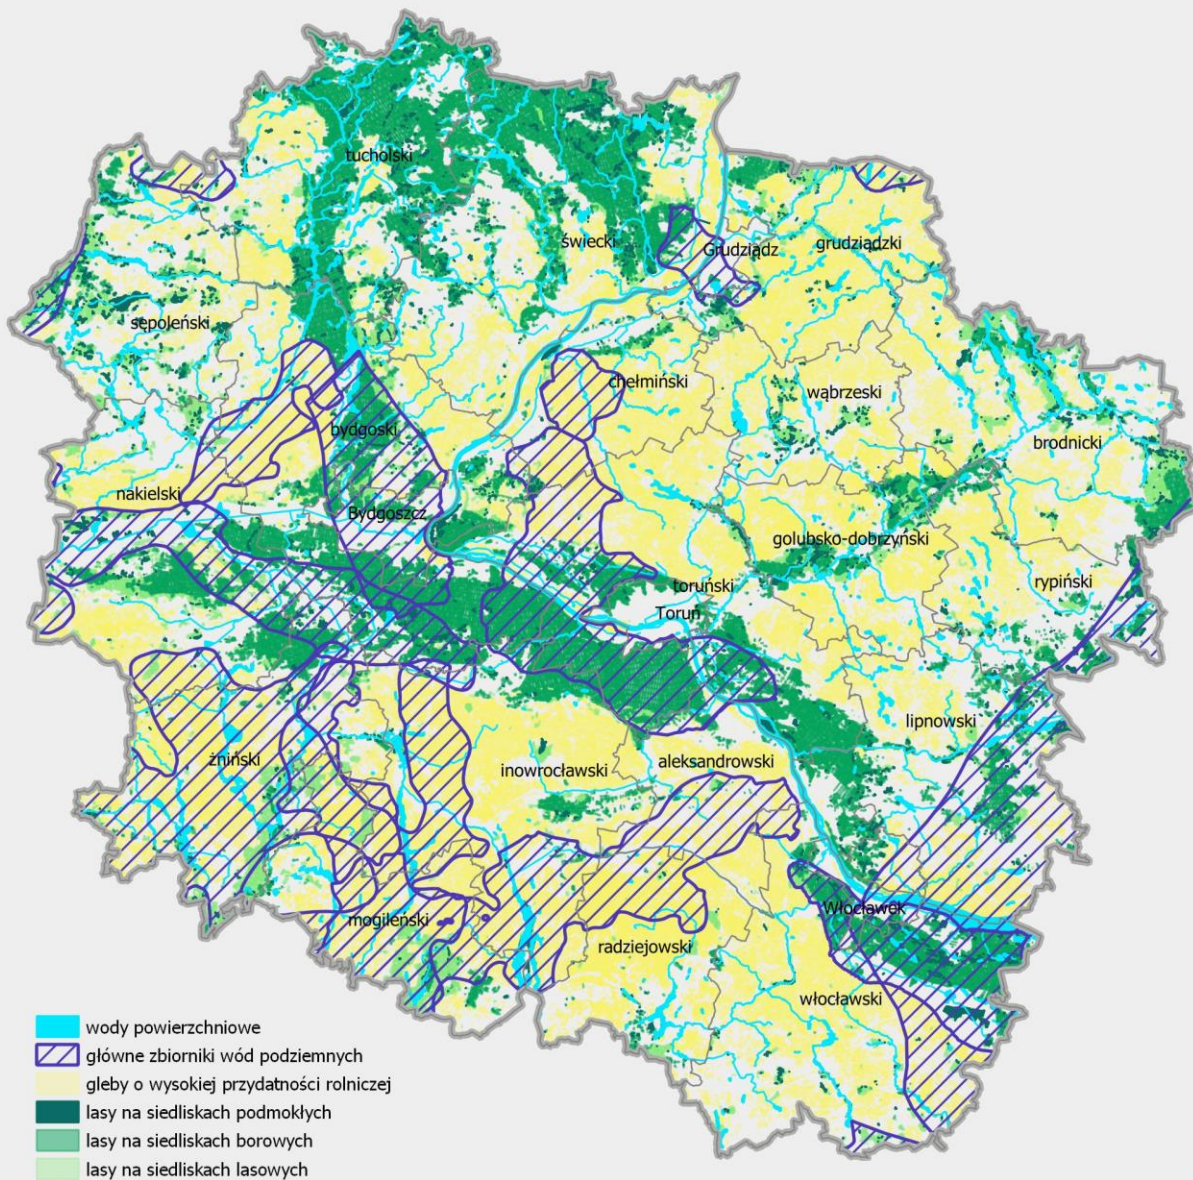 tucholski
świecki
Grudziądz
grudziądzki
sępoleński
chełmiński
wąbrzeski
bydgoski
brodnicki
nakielski
Bydgoszcz
golubsko-dobrzyński
toruński
rypiński
Toruń
lipnowski
żniński
inowrocławski
aleksandrowski
mogileński
Włocławek
radziejowski
włocławski
wody powierzchniowe
główne zbiorniki wód podziemnych
gleby o wysokiej przydatności rolniczej
lasy na siedliskach podmokłych
lasy na siedliskach borowych
lasy na siedliskach lasowych